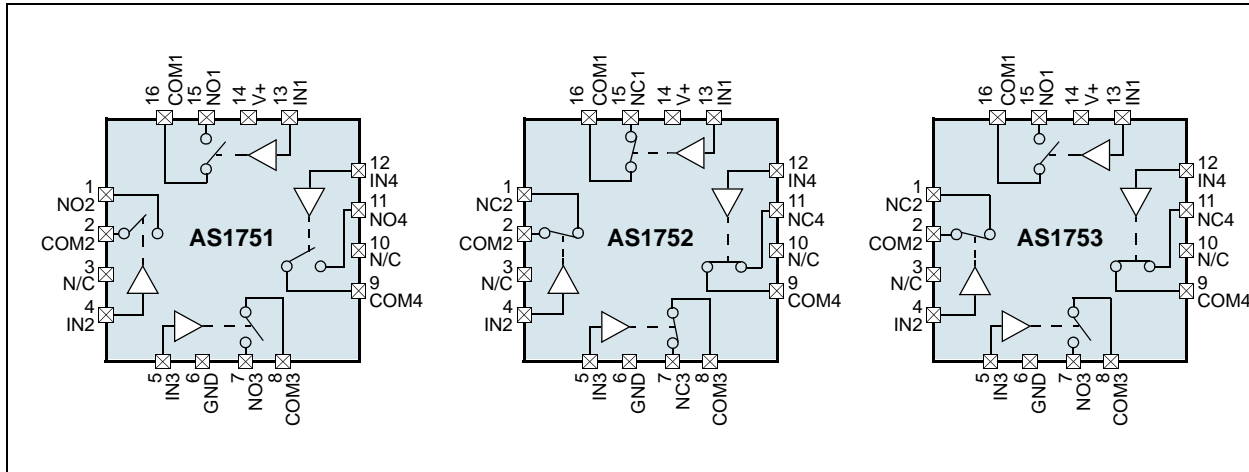 16 COM1
15 NO1
14 V+
13 IN1
1 NO2
2 COM2
3 N/C
4 IN2
AS1751
12 IN4
11 NO4
10 N/C
9 COM4
5 IN3
6 GND
7 NO3
8 COM3
16 COM1
15 NC1
14 V+
13 IN1
1 NC2
2 COM2
3 N/C
4 IN2
AS1752
12 IN4
11 NC4
10 N/C
9 COM4
5 IN3
6 GND
7 NC3
8 COM3
16 COM1
15 NO1
14 V+
13 IN1
1 NC2
2 COM2
3 N/C
4 IN2
AS1753
12 IN4
11 NC4
10 N/C
9 COM4
5 IN3
6 GND
7 NO3
8 COM3